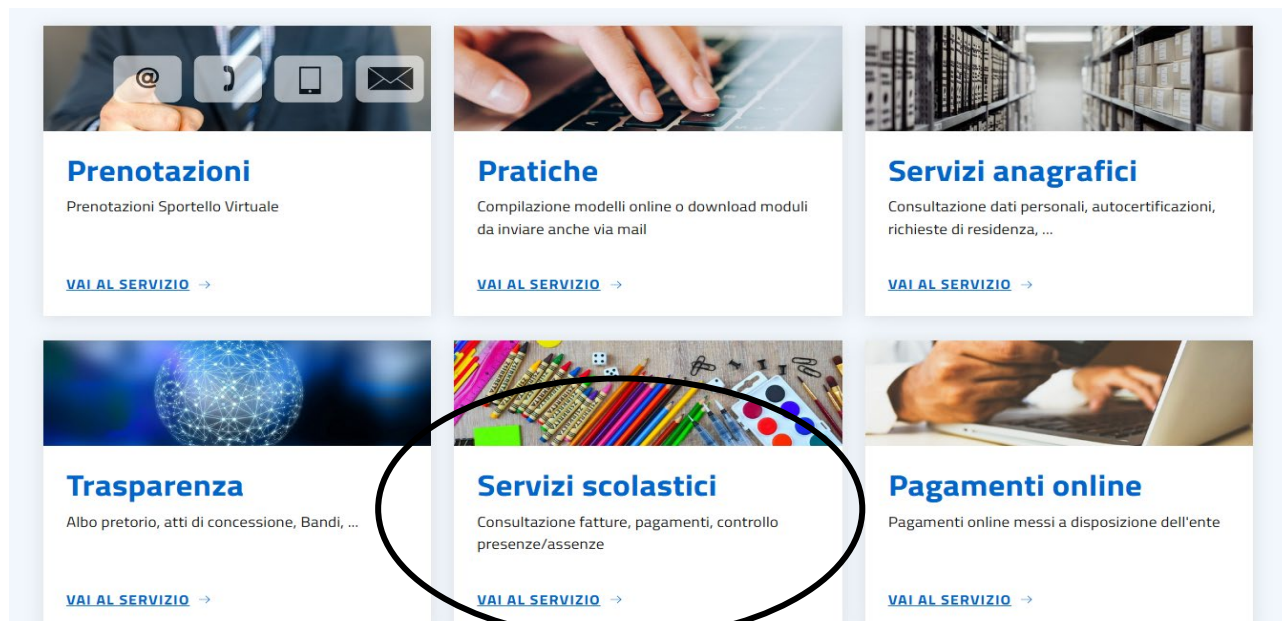 @
Prenotazioni
Prenotazioni Sportello Virtuale
VAI AL SERVIZIO →
Pratiche
Compilazione modelli online o download moduli
da inviare anche via mail
VAI AL SERVIZIO →
Servizi anagrafici
Consultazione dati personali, autocertificazioni,
richieste di residenza, ...
VAI AL SERVIZIO →
Trasparenza
Albo pretorio, atti di concessione, Bandi, ...
VAI AL SERVIZIO →
Servizi scolastici
Consultazione fatture, pagamenti, controllo
presenze/assenze
VAI AL SERVIZIO →
Pagamenti online
Pagamenti online messi a disposizione dell'ente
VAI AL SERVIZIO →